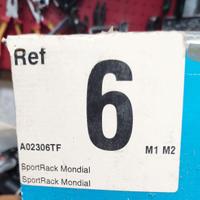 Ref
6
A02306TF M1 M2
SportRack Mondial
SportRack Mondial